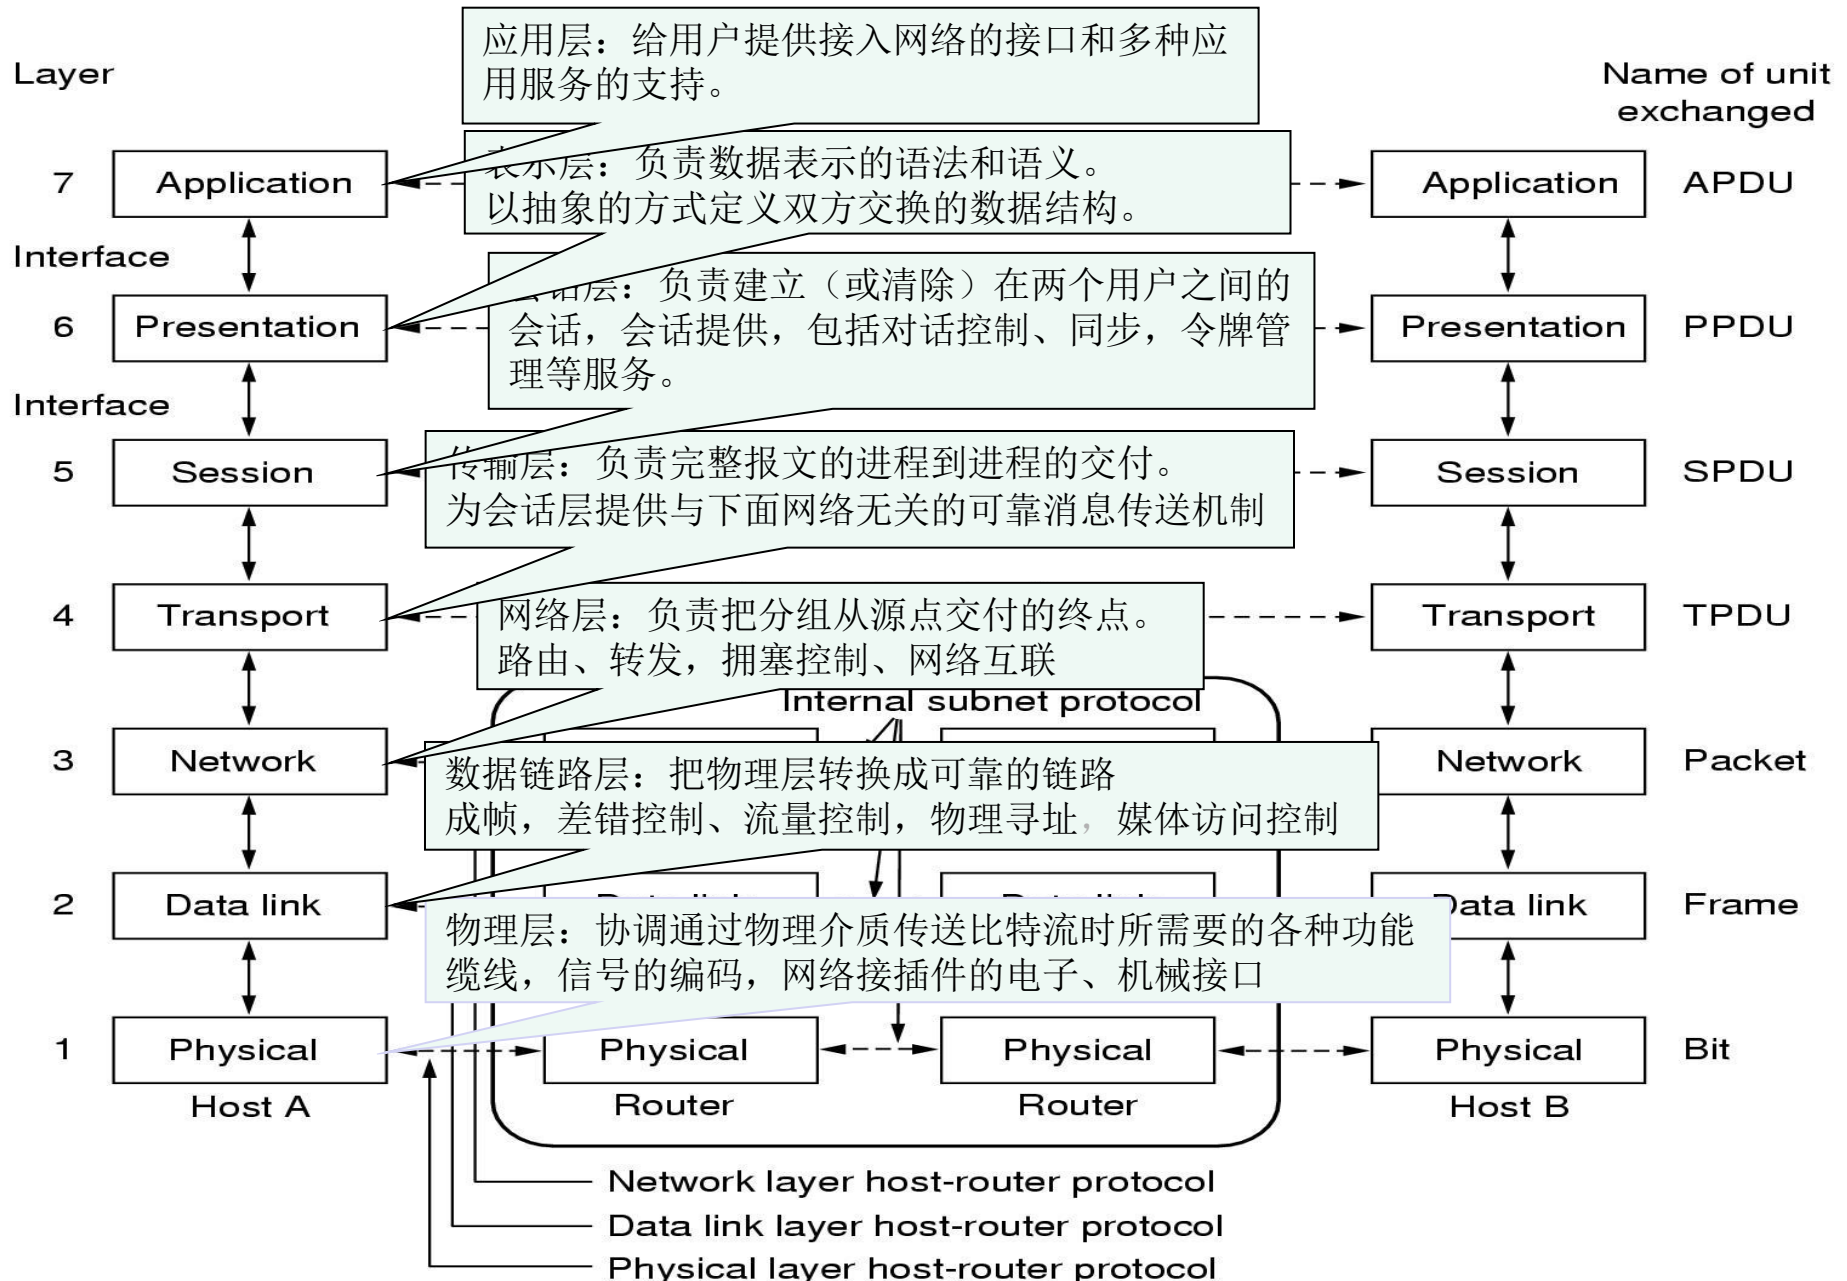 应用层：给用户提供接入网络的接口和多种应
用服务的支持。
Layer
Name of unit
exchanged
表示层：负责数据表示的语法和语义。
以抽象的方式定义双方交换的数据结构。
7
Application
Application
APDU
Interface
会话层：负责建立（或清除）在两个用户之间的
会话，会话提供，包括对话控制、同步，令牌管
理等服务。
6
Presentation
Presentation
PPDU
Interface
传输层：负责完整报文的进程到进程的交付。
为会话层提供与下面网络无关的可靠消息传送机制
5
Session
Session
SPDU
网络层：负责把分组从源点交付的终点。
路由、转发，拥塞控制、网络互联
4
Transport
Transport
TPDU
Internal subnet protocol
3
Network
Network
Packet
数据链路层：把物理层转换成可靠的链路
成帧，差错控制、流量控制，物理寻址，媒体访问控制
2
Data link
Data link
Data link
Data link
Frame
物理层：协调通过物理介质传送比特流时所需要的各种功能
缆线，信号的编码，网络接插件的电子、机械接口
1
Physical
Physical
Physical
Physical
Bit
Host A
Router
Router
Host B
Network layer host-router protocol
Data link layer host-router protocol
Physical layer host-router protocol